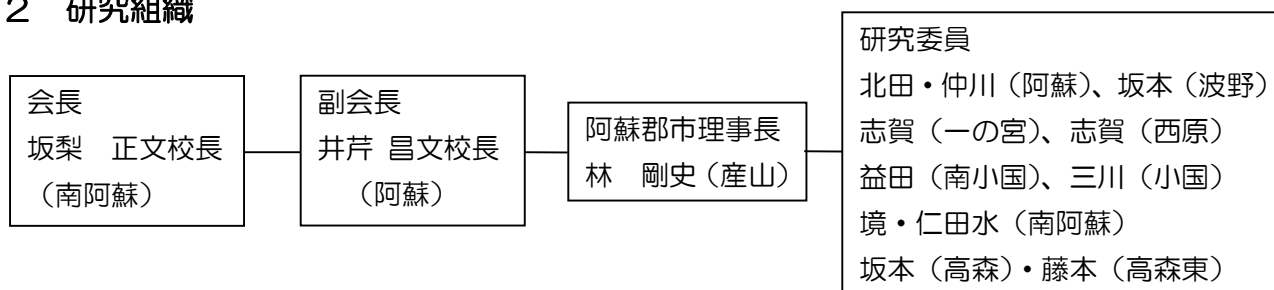 ２　研究組織
会長
坂梨　正文校長
（南阿蘇）
副会長
井芹 昌文校長
（阿蘇）
阿蘇郡市理事長
林　剛史（産山）
研究委員
北田・仲川（阿蘇）、坂本（波野）
志賀（一の宮）、志賀（西原）
益田（南小国）、三川（小国）
境・仁田水（南阿蘇）
坂本（高森）・藤本（高森東）